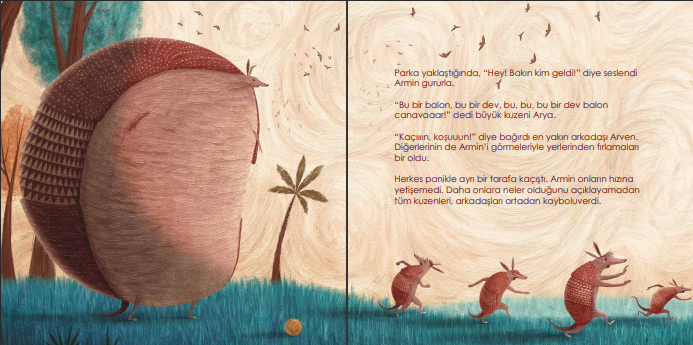 Parka yaklaştığında, “Hey! Bakın kim geldi!” diye seslendi
Armin gururla.
“Bu bir balon, bu bir dev, bu, bu, bu bir dev balon
canavaaar!” dedi büyük kuzeni Arya.
“Kaçıııın, koşuuun!” diye bağırdı en yakın arkadaşı Arven.
Diğerlerinin de Armin’i görmeleriyle yerlerinden fırlamaları
bir oldu.
Herkes panikle ayrı bir tarafa kaçıştı. Armin onların hızına
yetişemedi. Daha onlara neler olduğunu açıklayamadan
tüm kuzenleri, arkadaşları ortadan kayboluverdi.